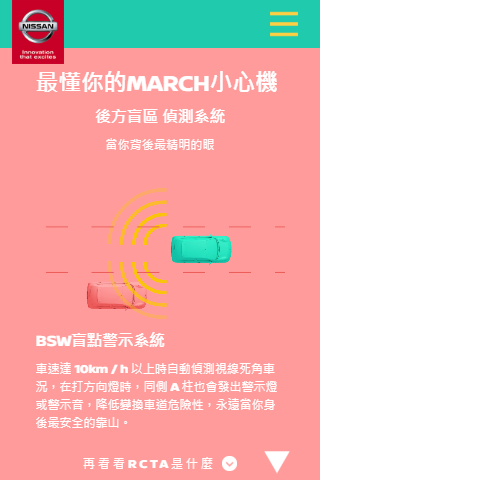 NISSAN
Innovation
that excites
最懂你的MARCH小心機
後方盲區 偵測系統
當你背後最精明的眼
BSW盲點警示系統
車速達 10km / h 以上時自動偵測視線死角車
況，在打方向燈時，同側 A 柱也會發出警示燈
或警示音，降低變換車道危險性，永遠當你身
後最安全的靠山。
再看看RCTA是什麼